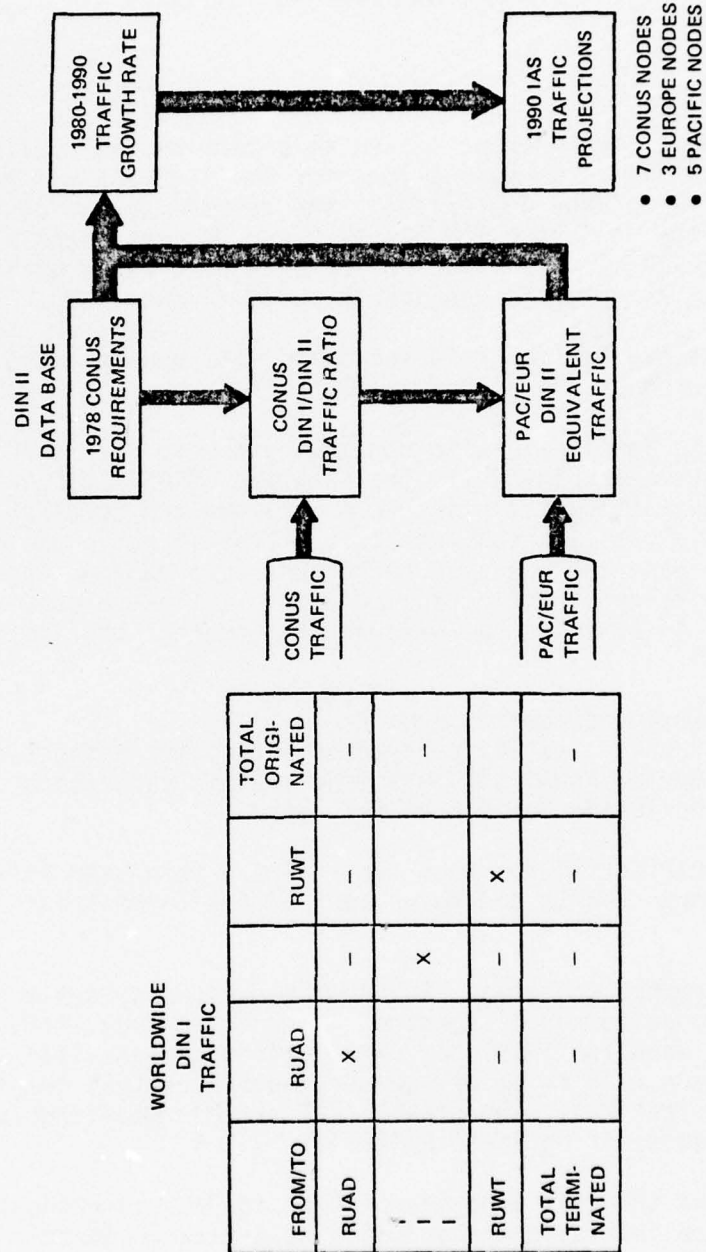 WORLDWIDE
DIN I
TRAFFIC
FROM/TO RUAD RUWT TOTAL ORIGI-NATED
RUAD X – – –
– – – X –
RUWT – – X –
TOTAL TERMI-NATED – – – –
CONUS
TRAFFIC
PAC/EUR
TRAFFIC
DIN II
DATA BASE
1978 CONUS
REQUIREMENTS
CONUS
DIN I/DIN II
TRAFFIC RATIO
PAC/EUR
DIN II
EQUIVALENT
TRAFFIC
1980-1990
TRAFFIC
GROWTH RATE
1990 IAS
TRAFFIC
PROJECTIONS
• 7 CONUS NODES
• 3 EUROPE NODES
• 5 PACIFIC NODES